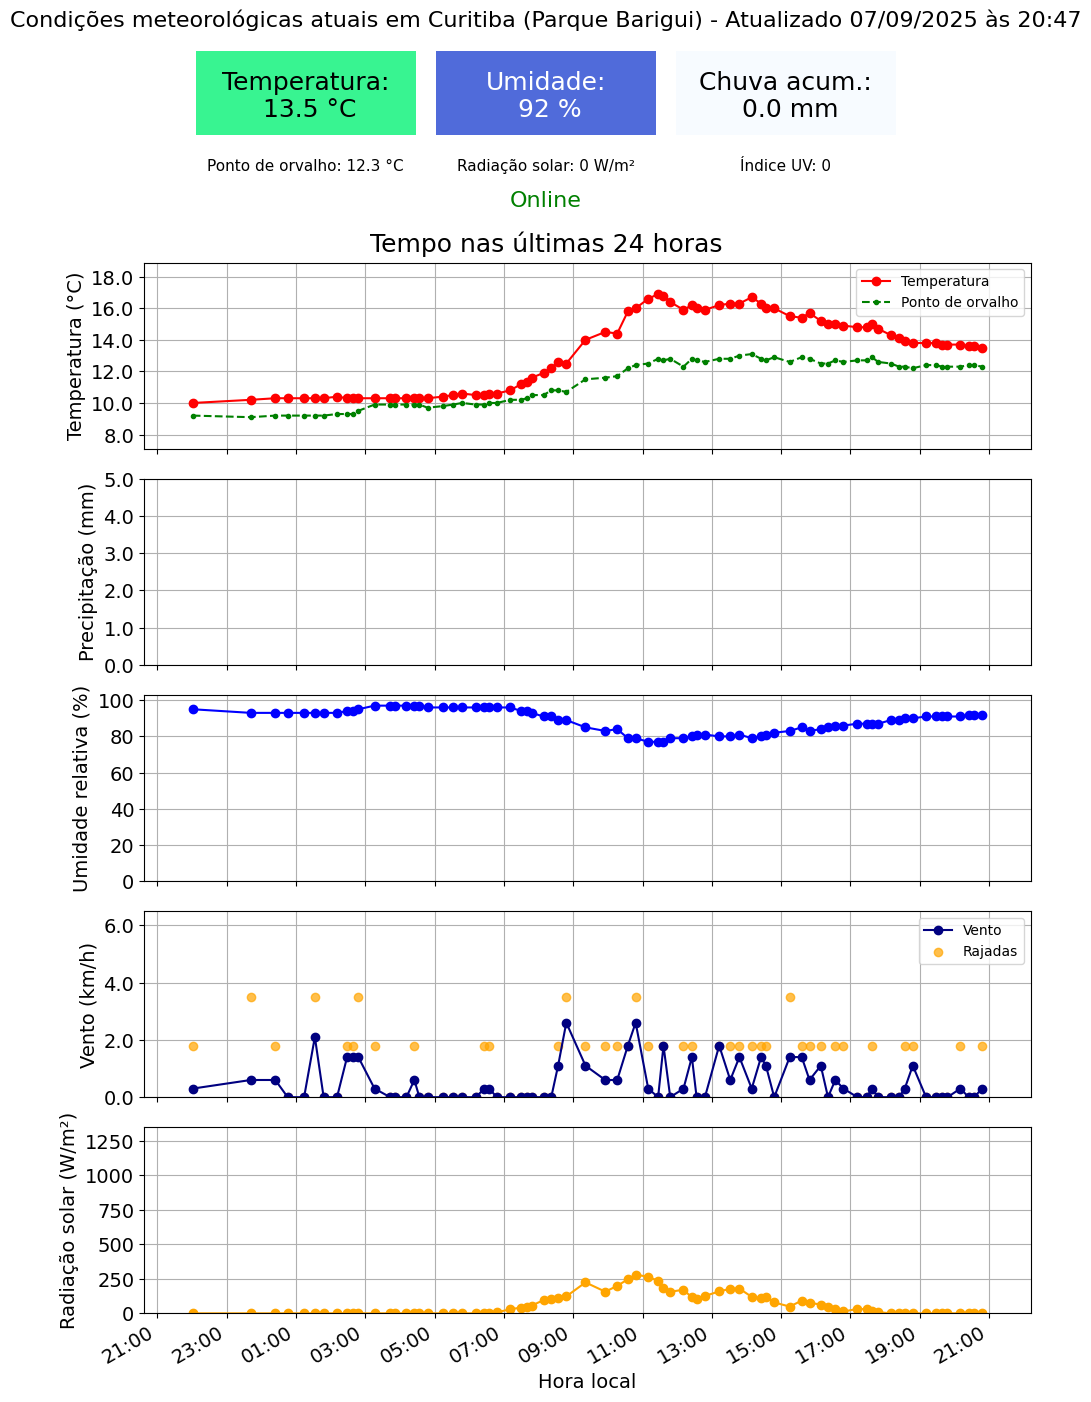 Condições meteorológicas atuais em Curitiba (Parque Barigui) - Atualizado 07/09/2025 às 20:47
Temperatura:
13.5 °C
Umidade:
92 %
Chuva acum.:
0.0 mm
Ponto de orvalho: 12.3 °C
Radiação solar: 0 W/m²
Índice UV: 0
Online
Tempo nas últimas 24 horas
Temperatura (°C)
18.0
16.0
14.0
12.0
10.0
8.0
Temperatura
Ponto de orvalho
Precipitação (mm)
5.0
4.0
3.0
2.0
1.0
0.0
Umidade relativa (%)
100
80
60
40
20
0
Vento (km/h)
6.0
4.0
2.0
0.0
Vento
Rajadas
Radiação solar (W/m²)
1250
1000
750
500
250
0
21:00
23:00
01:00
03:00
05:00
07:00
09:00
11:00
13:00
15:00
17:00
19:00
21:00
Hora local